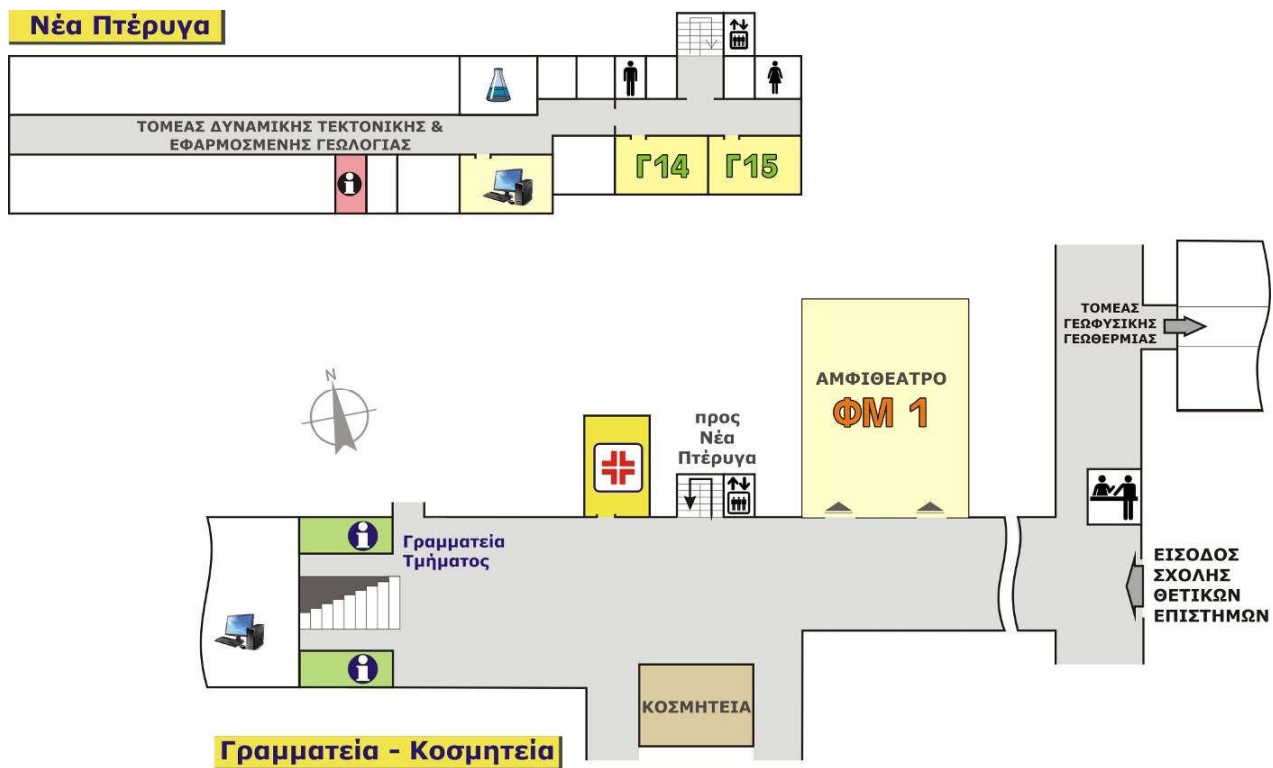 Νέα Πτέρυγα
ΤΟΜΕΑΣ ΔΥΝΑΜΙΚΗΣ ΤΕΚΤΟΝΙΚΗΣ &
ΕΦΑΡΜΟΣΜΕΝΗΣ ΓΕΩΛΟΓΙΑΣ
Γ14
Γ15
ΤΟΜΕΑΣ
ΓΕΩΦΥΣΙΚΗΣ
ΓΕΩΘΕΡΜΙΑΣ
N
ΑΜΦΙΘΕΑΤΡΟ
ΦΜ 1
προς
Νέα
Πτέρυγα
Γραμματεία
Τμήματος
ΕΙΣΟΔΟΣ
ΣΧΟΛΗΣ
ΘΕΤΙΚΩΝ
ΕΠΙΣΤΗΜΩΝ
ΚΟΣΜΗΤΕΙΑ
Γραμματεία - Κοσμητεία